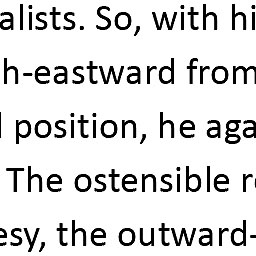 alists. So, with hi
h-eastward from
position, he aga
The ostensible r
esy, the outward-